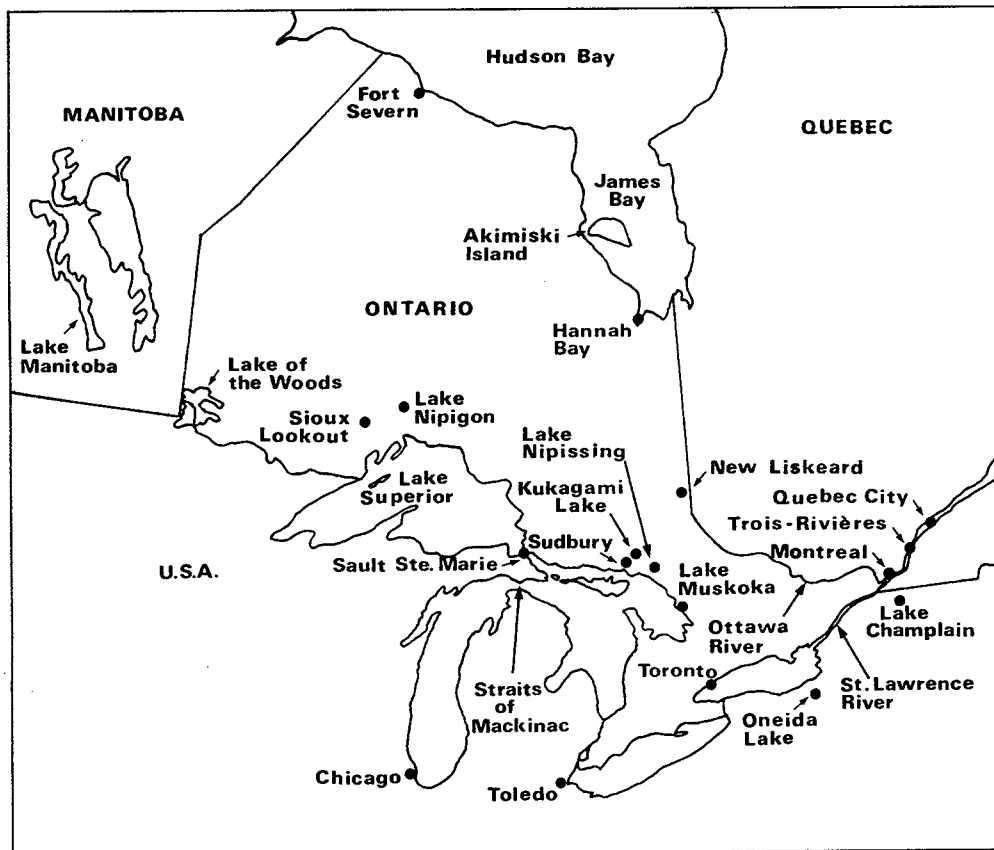 Hudson Bay
Fort
Severn
MANITOBA
QUEBEC
James
Bay
Akimiski
Island
ONTARIO
Hannah
Bay
Lake
Manitoba
Lake of
the Woods
Sioux
Lookout
Lake
Nipigon
Lake
Nipissing
New Liskeard
Lake
Superior
Kukagami
Lake
Quebec City
Trois-Rivières
Sudbury
Montreal
Sault Ste. Marie
U.S.A.
Lake
Muskoka
Ottawa
River
Lake
Champlain
Toronto
St. Lawrence
River
Straits
of
Mackinac
Oneida
Lake
Chicago
Toledo